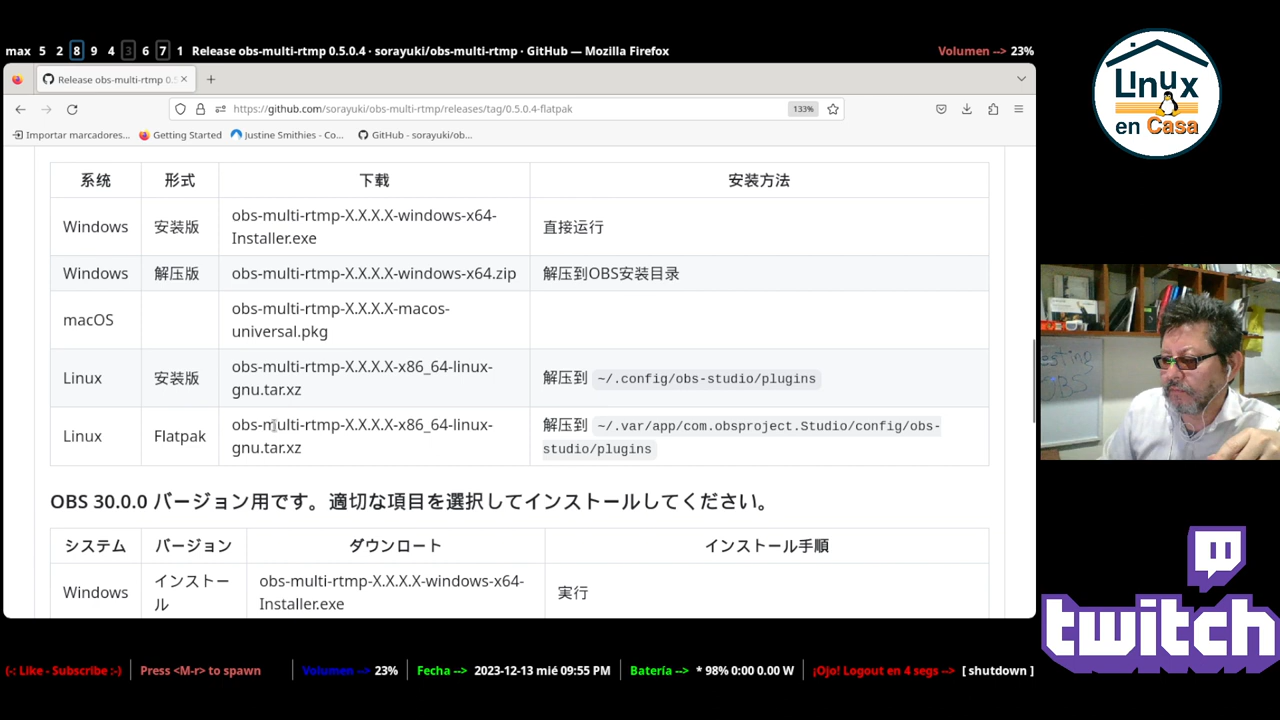 max 5 2 8 9 4 3 6 7 1 Release obs-multi-rtmp 0.5.0.4 · sorayuki/obs-multi-rtmp · GitHub — Mozilla Firefox
Volumen --> 23%
Release obs-multi-rtmp 0.5
https://github.com/sorayuki/obs-multi-rtmp/releases/tag/0.5.0.4-flatpak
133%
Importar marcadores... Getting Started Justine Smithies - Co... GitHub - sorayuki/ob...
系统 形式 下载 安装方法
Windows 安装版 obs-multi-rtmp-X.X.X.X-windows-x64-
Installer.exe 直接运行
Windows 解压版 obs-multi-rtmp-X.X.X.X-windows-x64.zip 解压到OBS安装目录
macOS obs-multi-rtmp-X.X.X.X-macos-
universal.pkg
Linux 安装版 obs-multi-rtmp-X.X.X.X-x86_64-linux-
gnu.tar.xz 解压到 ~/.config/obs-studio/plugins
Linux Flatpak obs-multi-rtmp-X.X.X.X-x86_64-linux-
gnu.tar.xz 解压到 ~/.var/app/com.obsproject.Studio/config/obs-
studio/plugins
OBS 30.0.0 バージョン用です。適切な項目を選択してインストールしてください。
システム バージョン ダウンロート インストール手順
Windows インストー
ル obs-multi-rtmp-X.X.X.X-windows-x64-
Installer.exe 実行
(-: Like - Subscribe :-) Press <M-r> to spawn Volumen --> 23% Fecha --> 2023-12-13 mié 09:55 PM Batería --> * 98% 0:00 0.00 W ¡Ojo! Logout en 4 segs --> [ shutdown ]
Linux
en Casa
Testing
OBS
twitch